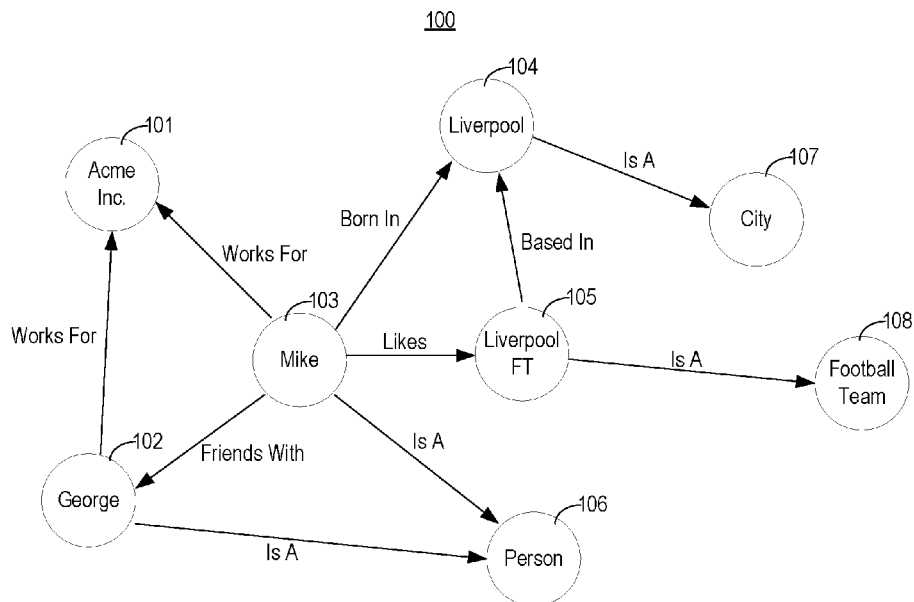 100
104
Liverpool
101
Acme
Inc.
Is A
107
City
Born In
Works For
Based In
103
105
108
Works For
Mike
Likes
Liverpool
FT
Is A
Football
Team
102
Friends With
Is A
George
106
Is A
Person